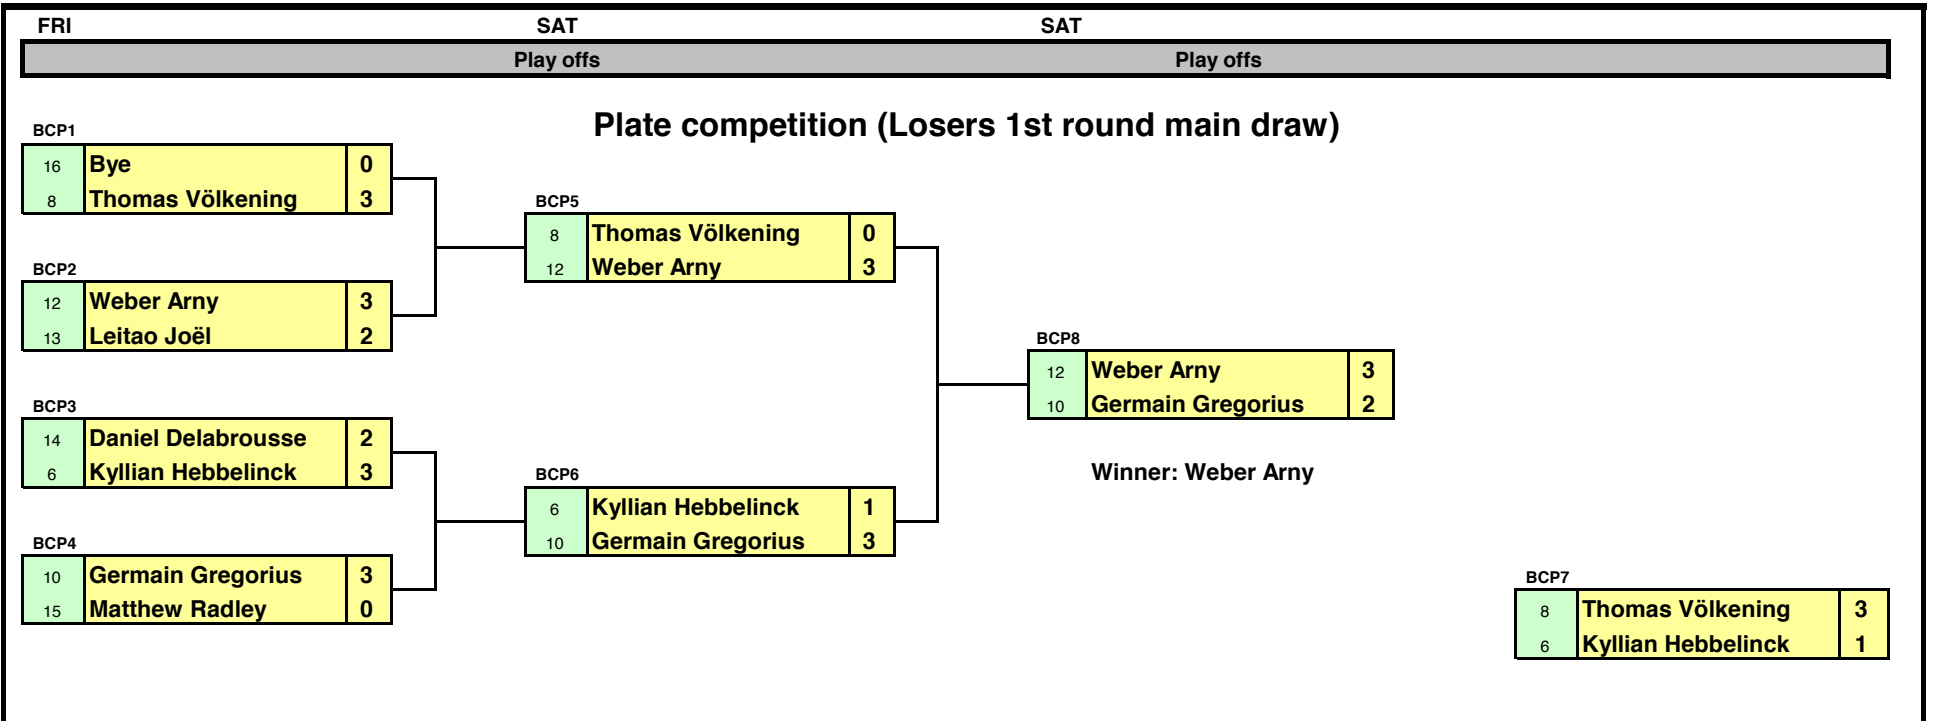 FRI SAT SAT
Play offs Play offs
Plate competition (Losers 1st round main draw)
BCP1
16 Bye 0
8 Thomas Völkening 3
BCP2
12 Weber Arny 3
13 Leitao Joël 2
BCP3
14 Daniel Delabrousse 2
6 Kyllian Hebbelinck 3
BCP4
10 Germain Gregorius 3
15 Matthew Radley 0
BCP5
8 Thomas Völkening 0
12 Weber Arny 3
BCP6
6 Kyllian Hebbelinck 1
10 Germain Gregorius 3
BCP8
12 Weber Arny 3
10 Germain Gregorius 2
Winner: Weber Arny
BCP7
8 Thomas Völkening 3
6 Kyllian Hebbelinck 1